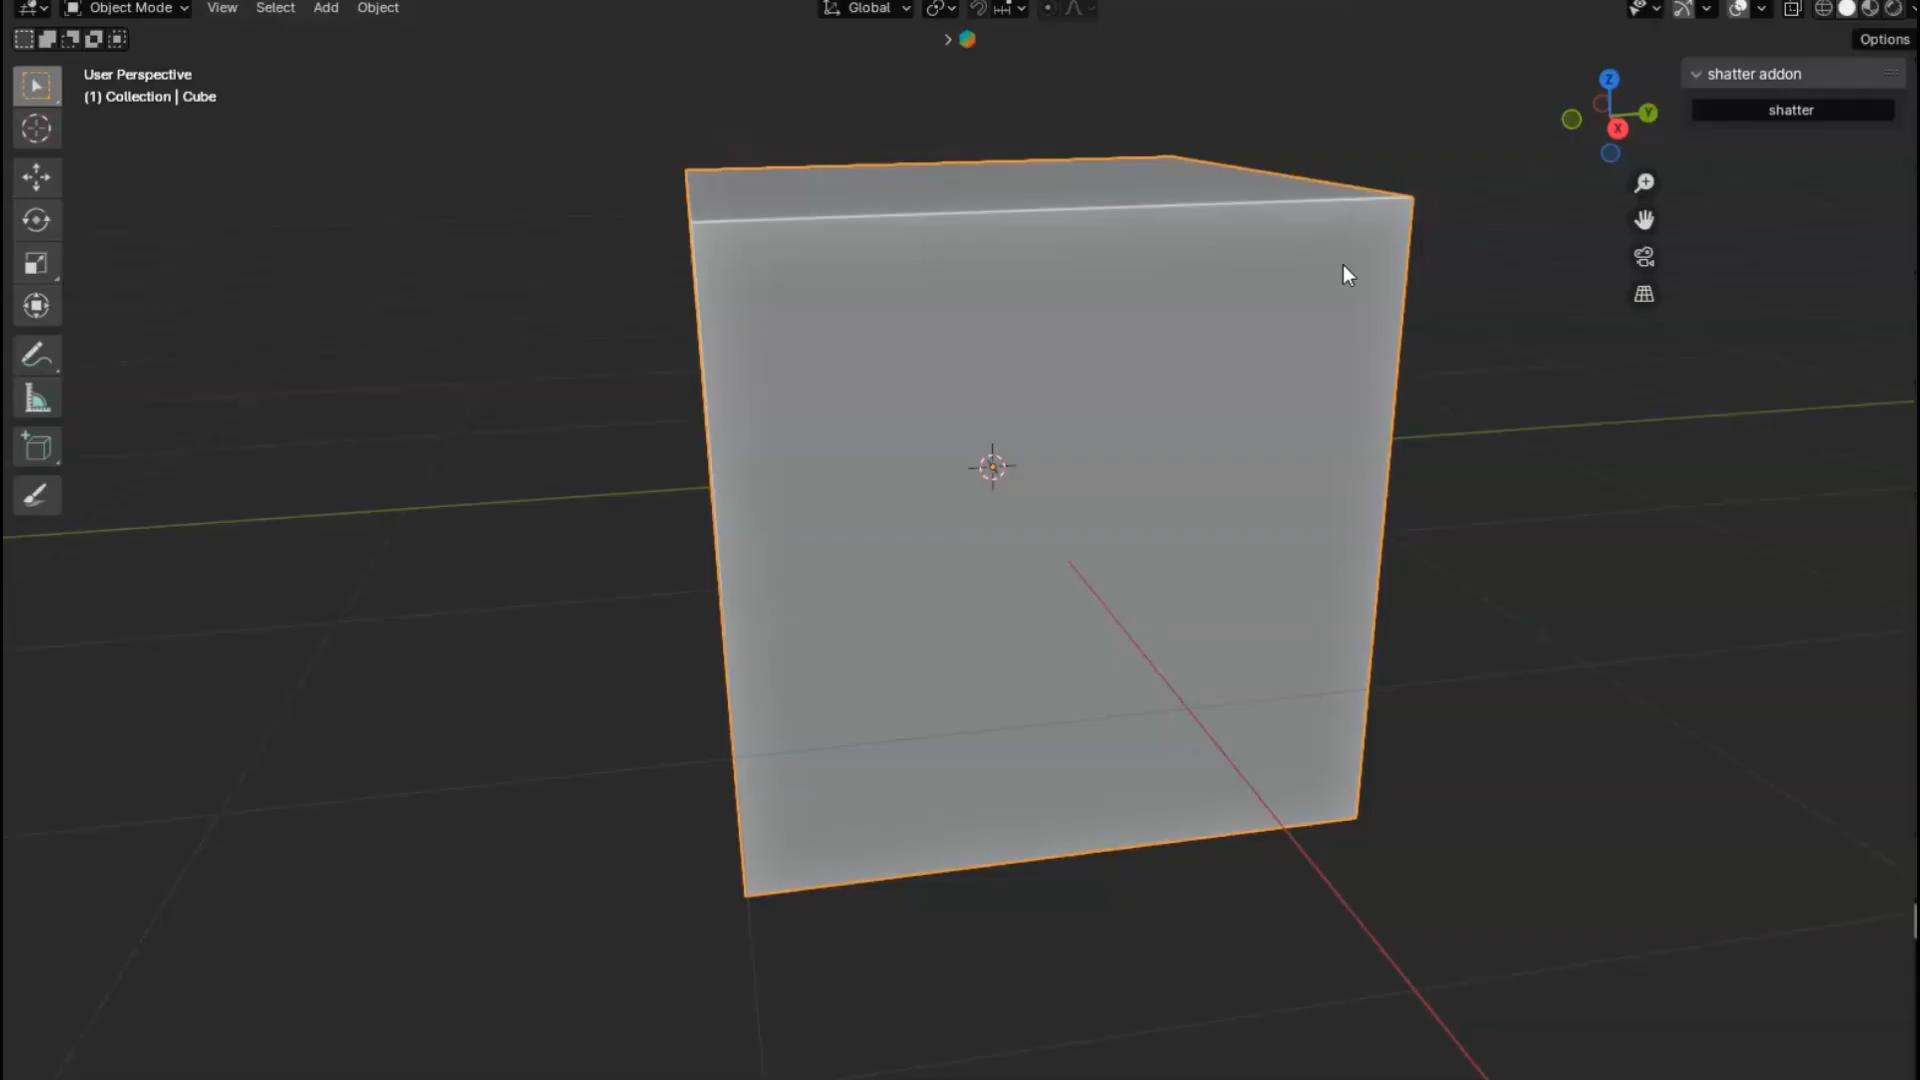 Object Mode View Select Add Object Global
Options
User Perspective
(1) Collection | Cube
shatter addon
shatter
Z
Y
X